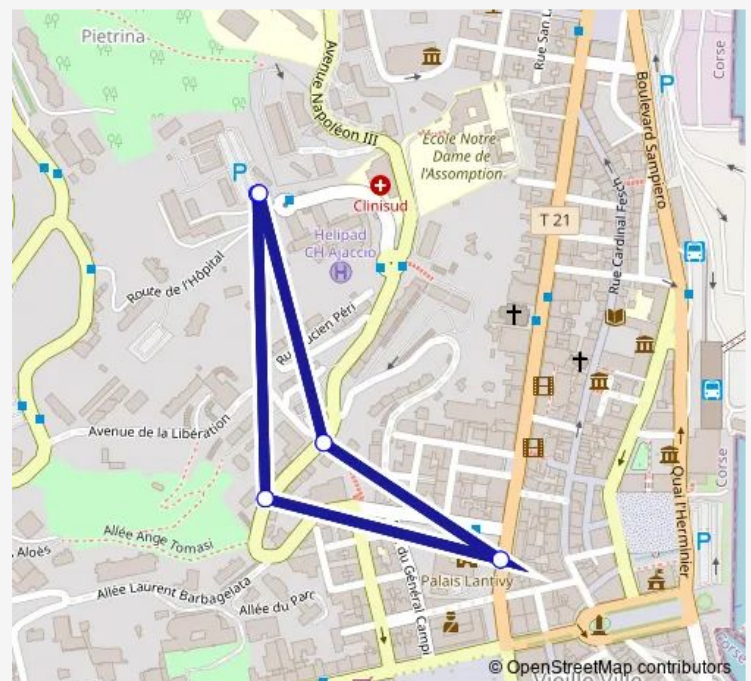 Pietrina
Avenue Napoléon III
Rue San L
Boulevard Sampiero
Corse
P
École Notre-
Dame de
l'Assomption
P
Clinisud
T 21
Rue Cardinal Fesch
Helipad
CH Ajaccio
H
Route de l'Hôpital
Lucien Péri
Avenue de la Libération
Corse
Quai l'Herminier
Allée Ange Tomasi
P
Aloès
du Général Campi
Palais Lantivy
Allée Laurent Barbagelata
Allée du Parc
© OpenStreetMap contributors
Vieille Ville